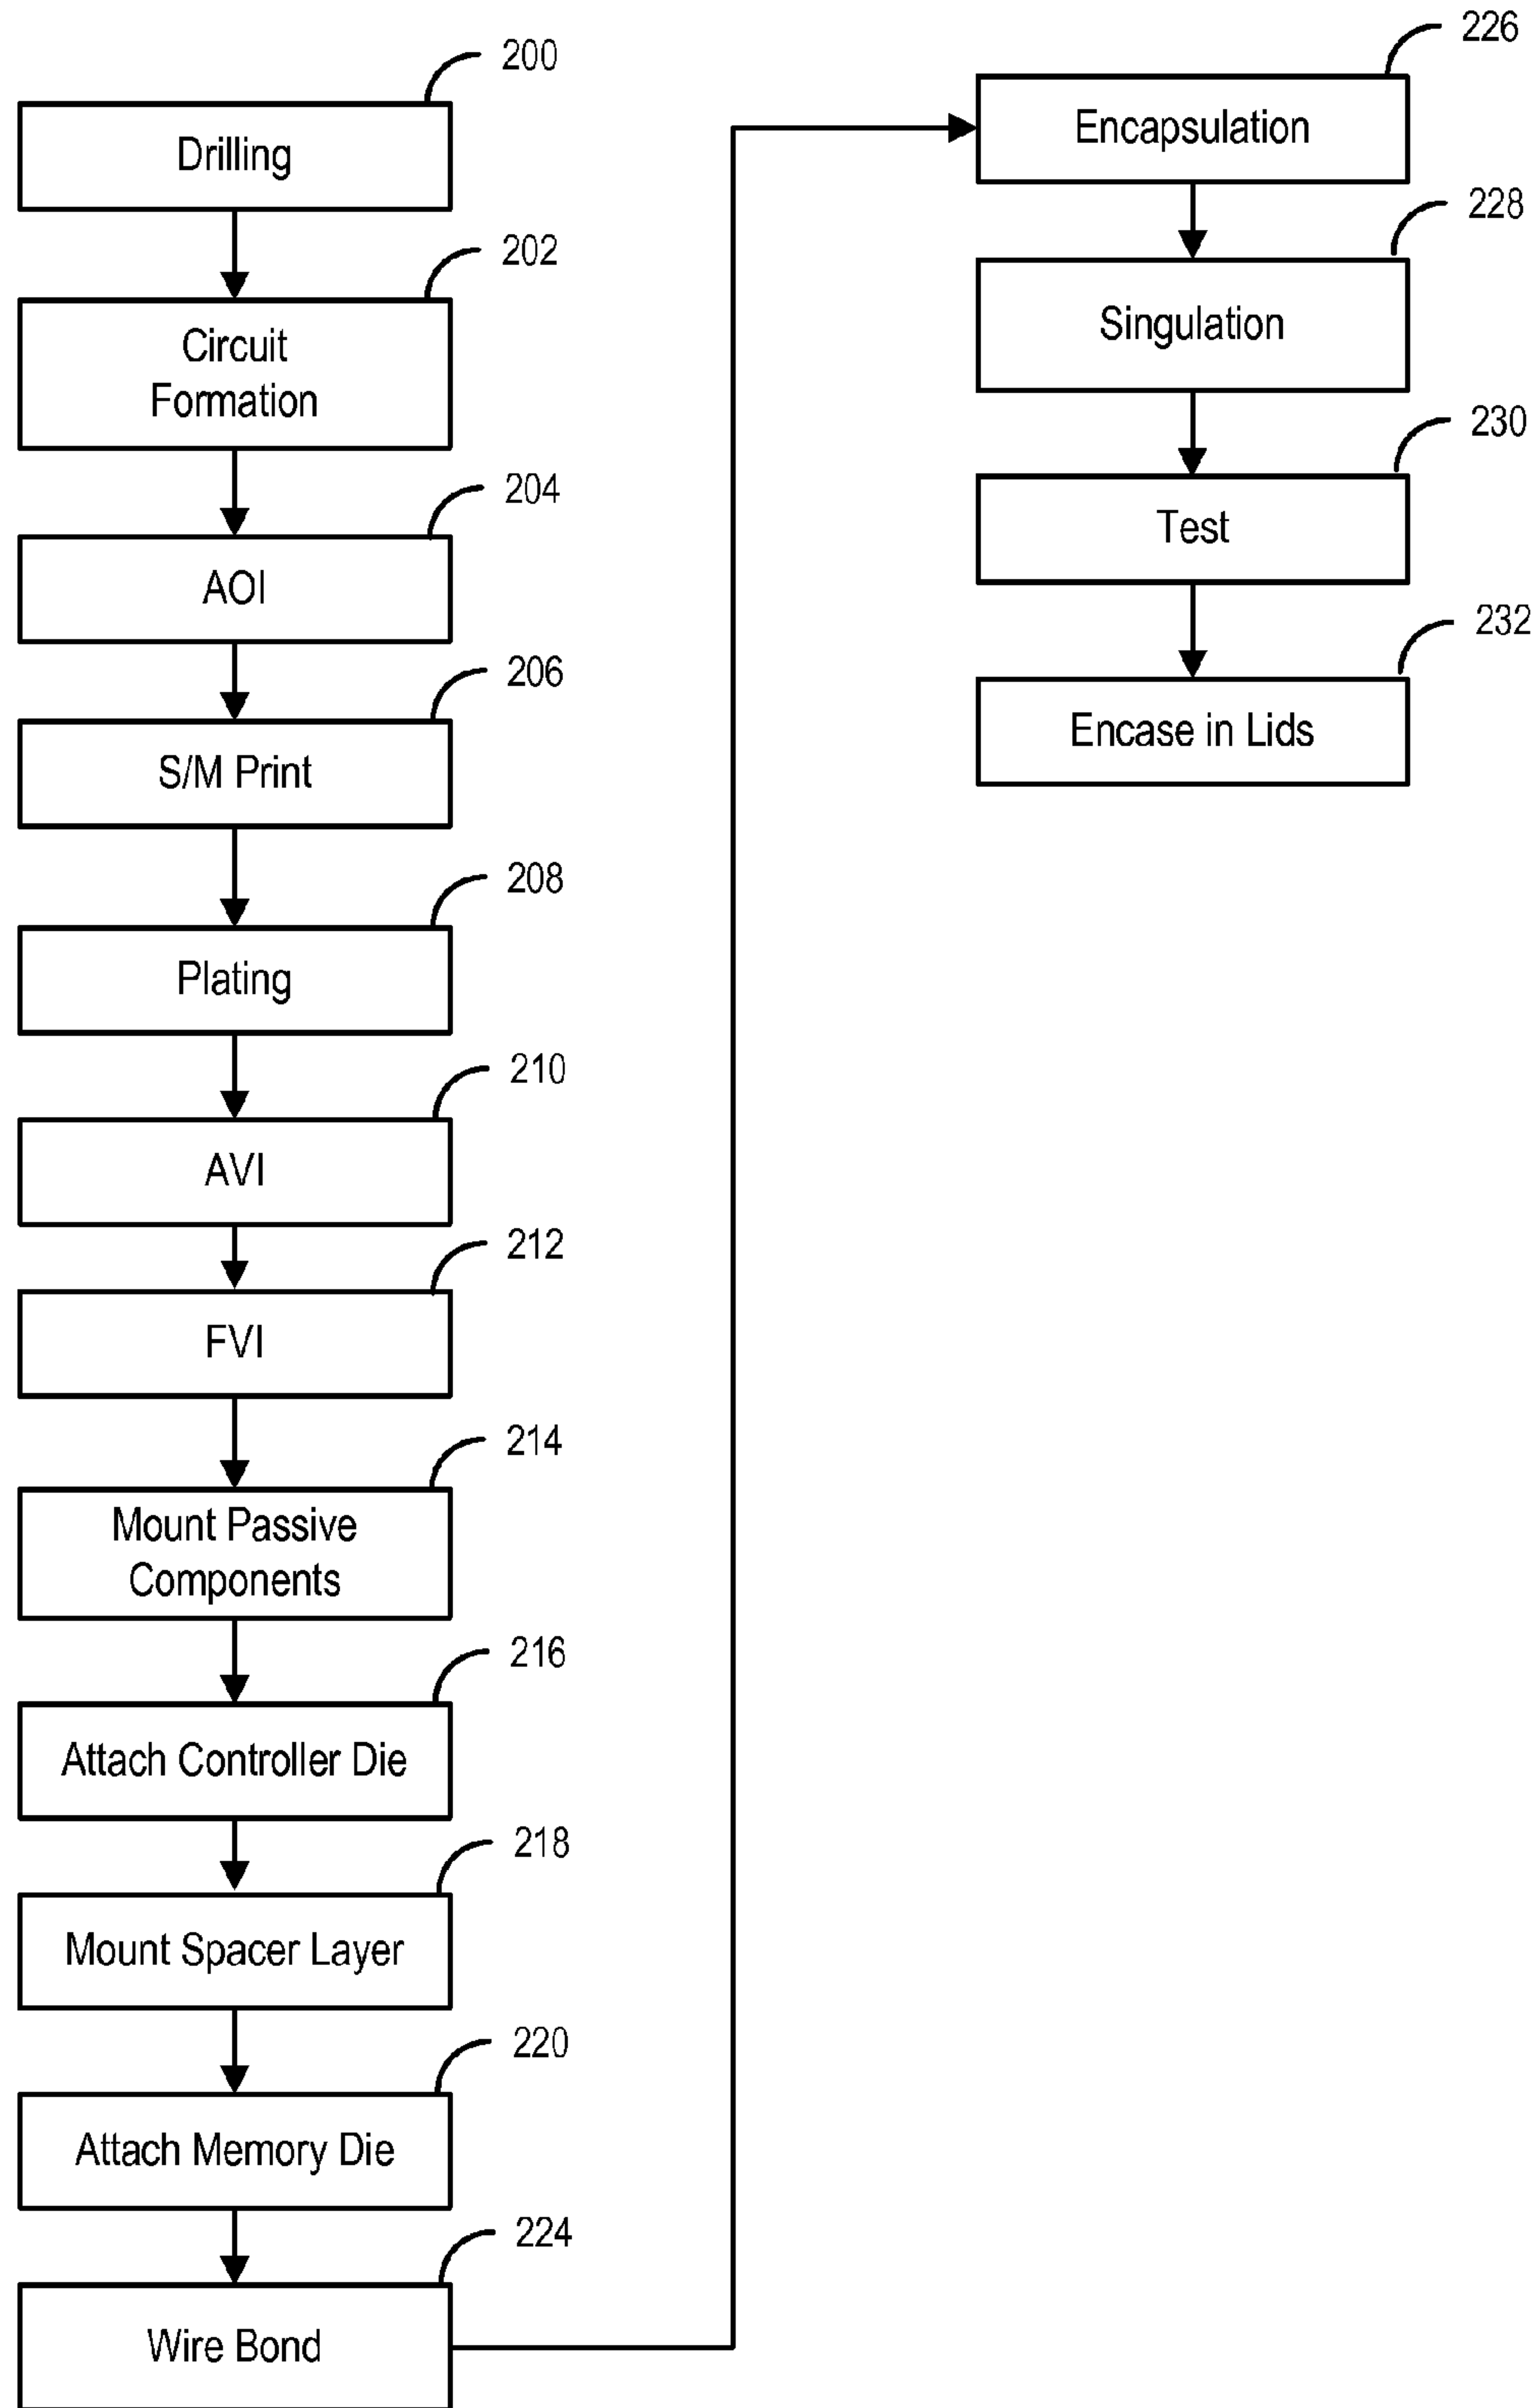 200
Drilling
202
Circuit
Formation
204
AOI
206
S/M Print
208
Plating
210
AVI
212
FVI
214
Mount Passive
Components
216
Attach Controller Die
218
Mount Spacer Layer
220
Attach Memory Die
224
Wire Bond
226
Encapsulation
228
Singulation
230
Test
232
Encase in Lids